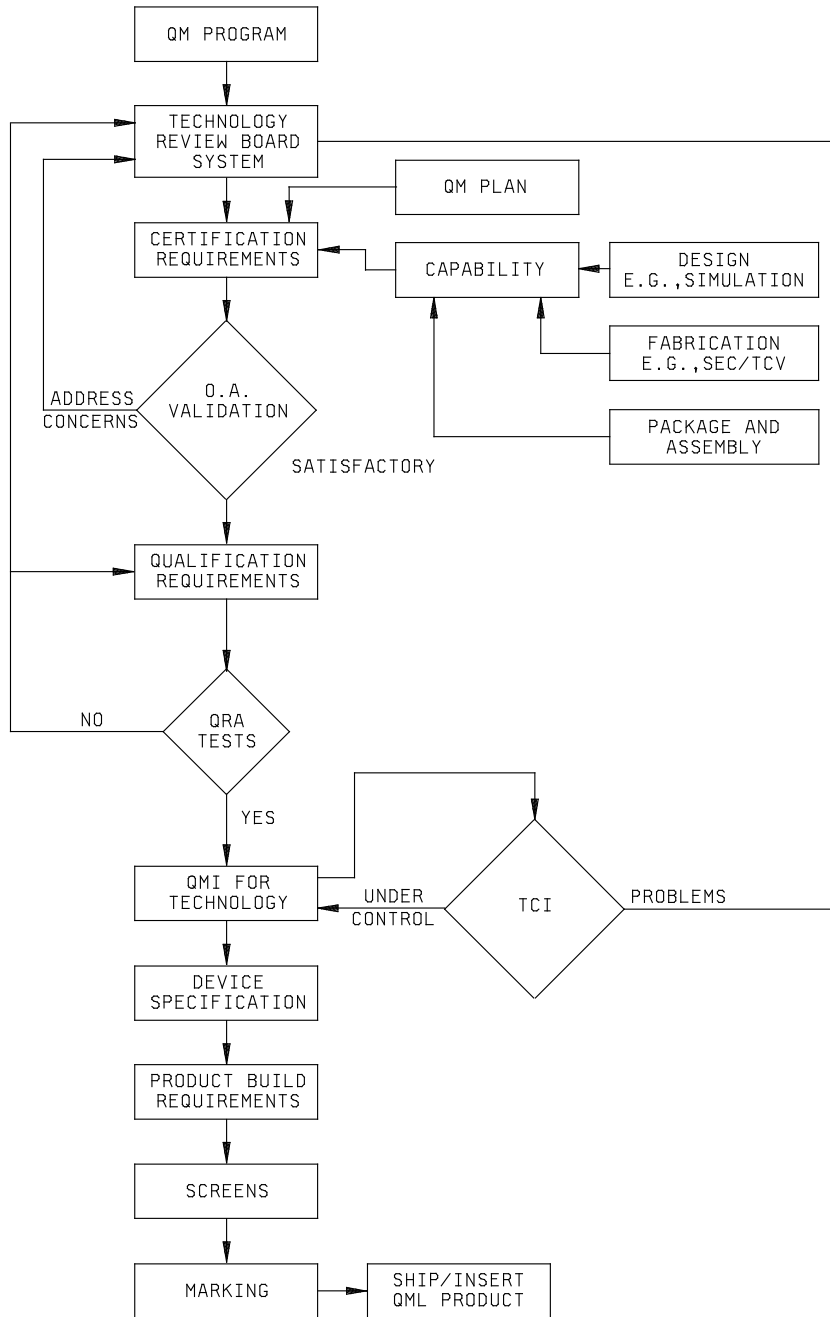 QM PROGRAM
TECHNOLOGY
REVIEW BOARD
SYSTEM
QM PLAN
CERTIFICATION
REQUIREMENTS
CAPABILITY
DESIGN
E.G.,SIMULATION
FABRICATION
E.G.,SEC/TCV
PACKAGE AND
ASSEMBLY
O.A.
VALIDATION
ADDRESS
CONCERNS
SATISFACTORY
QUALIFICATION
REQUIREMENTS
NO
QRA
TESTS
YES
QMI FOR
TECHNOLOGY
UNDER
CONTROL
TCI
PROBLEMS
DEVICE
SPECIFICATION
PRODUCT BUILD
REQUIREMENTS
SCREENS
MARKING
SHIP/INSERT
QML PRODUCT